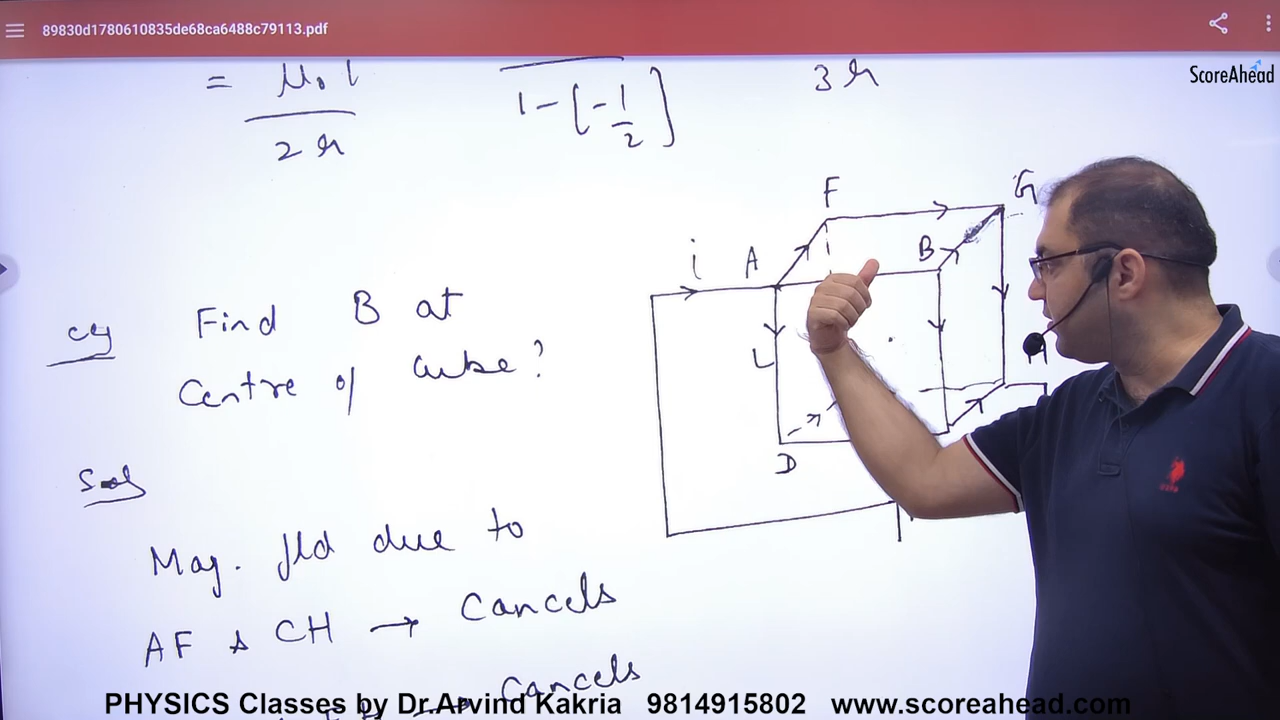 89830d1780610835de68ca6488c79113.pdf
ScoreAhead
= μ₀ i
2 r
1 - [-1/2]
3 r
F
G
i A B
eg Find B at
Centre of cube?
L
D
H
Sol
Mag. fld due to
AF & CH → Cancels
→ Cancels
PHYSICS Classes by Dr.Arvind Kakria 9814915802 www.scoreahead.com